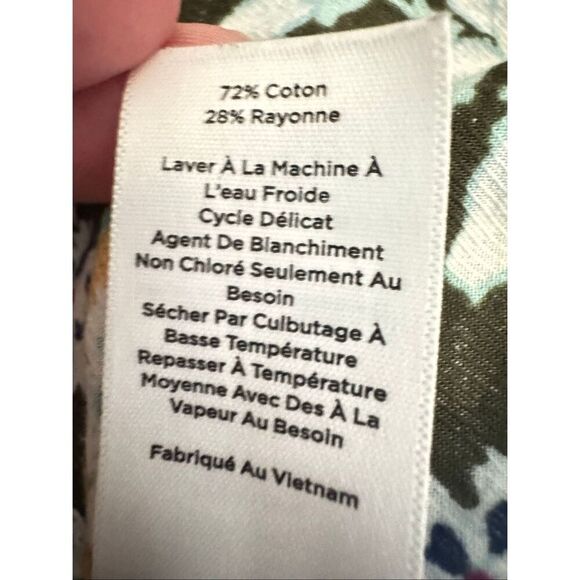 72% Coton
28% Rayonne
Laver À La Machine À
L'eau Froide
Cycle Délicat
Agent De Blanchiment
Non Chloré Seulement Au
Besoin
Sécher Par Culbutage À
Basse Température
Repasser À Température
Moyenne Avec Des À La
Vapeur Au Besoin
Fabriqué Au Vietnam